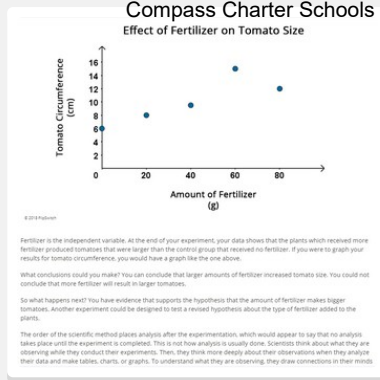 Compass Charter Schools
Effect of Fertilizer on Tomato Size
Tomato Circumference
(cm)
16
14
12
10
8
6
4
2
0 20 40 60 80
Amount of Fertilizer
(g)
Fertilizer is the independent variable. At the end of your experiment, your data shows that the plants which received more
fertilizer produced tomatoes that were larger than the control group that received no fertilizer. If you were to graph your
results for tomato circumference, you would have a graph like the one above.
What conclusions could you make? You can conclude that larger amounts of fertilizer increased tomato size. You could not
conclude that more fertilizer will result in larger tomatoes.
So what happens next? You have evidence that supports the hypothesis that the amount of fertilizer makes bigger
tomatoes. Another experiment could be designed to test a revised hypothesis about the type of fertilizer added to the
plants.
The order of the scientific method places analysis after the experimentation, which would appear to say that no analysis
takes place until the experiment is completed. This is not how analysis is usually done. Scientists think about what they are
observing while they conduct their experiments. Then, they think more deeply about their observations when they analyze
their data and make tables, charts, or graphs. To understand what they are observing, they draw connections in their minds